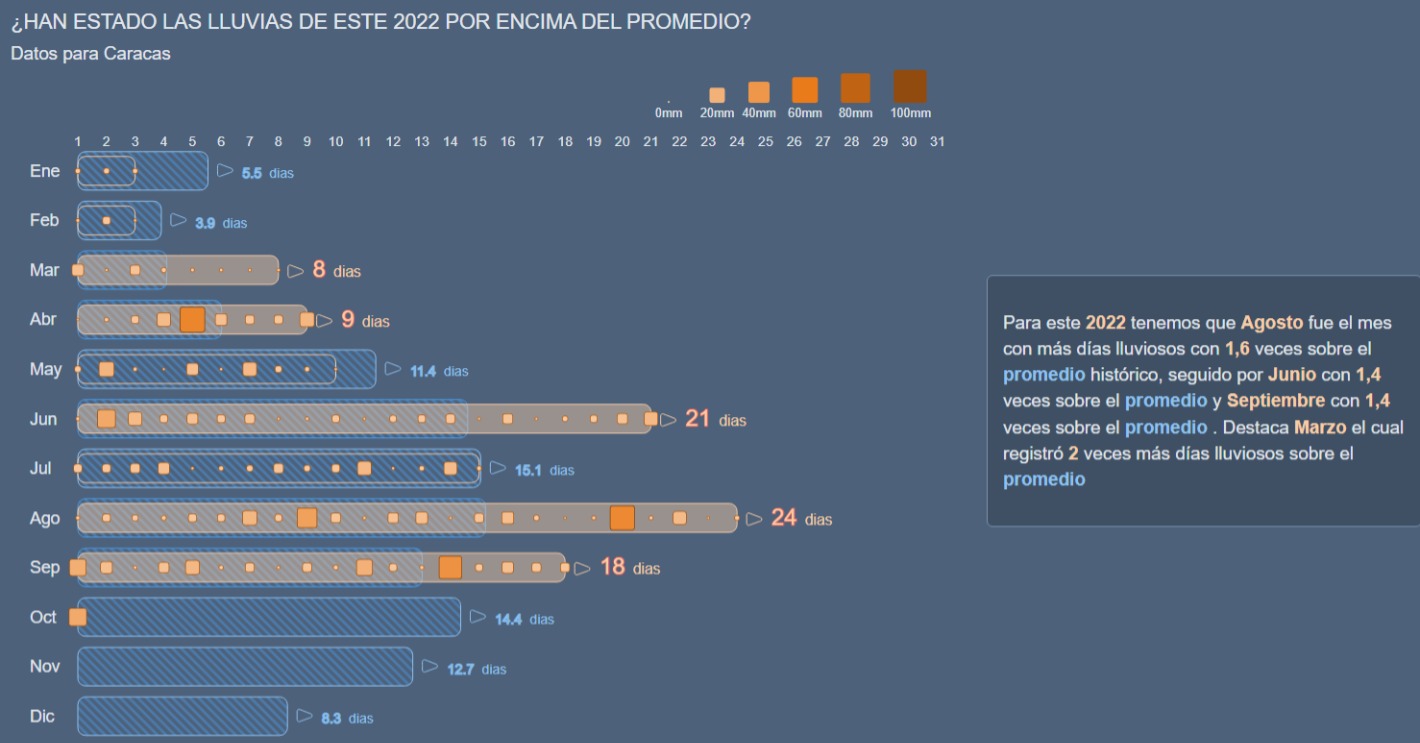 ¿HAN ESTADO LAS LLUVIAS DE ESTE 2022 POR ENCIMA DEL PROMEDIO?
Datos para Caracas
0mm 20mm 40mm 60mm 80mm 100mm
1 2 3 4 5 6 7 8 9 10 11 12 13 14 15 16 17 18 19 20 21 22 23 24 25 26 27 28 29 30 31
Ene 5.5 dias
Feb 3.9 dias
Mar 8 dias
Abr 9 dias
May 11.4 dias
Jun 21 dias
Jul 15.1 dias
Ago 24 dias
Sep 18 dias
Oct 14.4 dias
Nov 12.7 dias
Dic 8.3 dias
Para este 2022 tenemos que Agosto fue el mes
con más días lluviosos con 1,6 veces sobre el
promedio histórico, seguido por Junio con 1,4
veces sobre el promedio y Septiembre con 1,4
veces sobre el promedio . Destaca Marzo el cual
registró 2 veces más días lluviosos sobre el
promedio